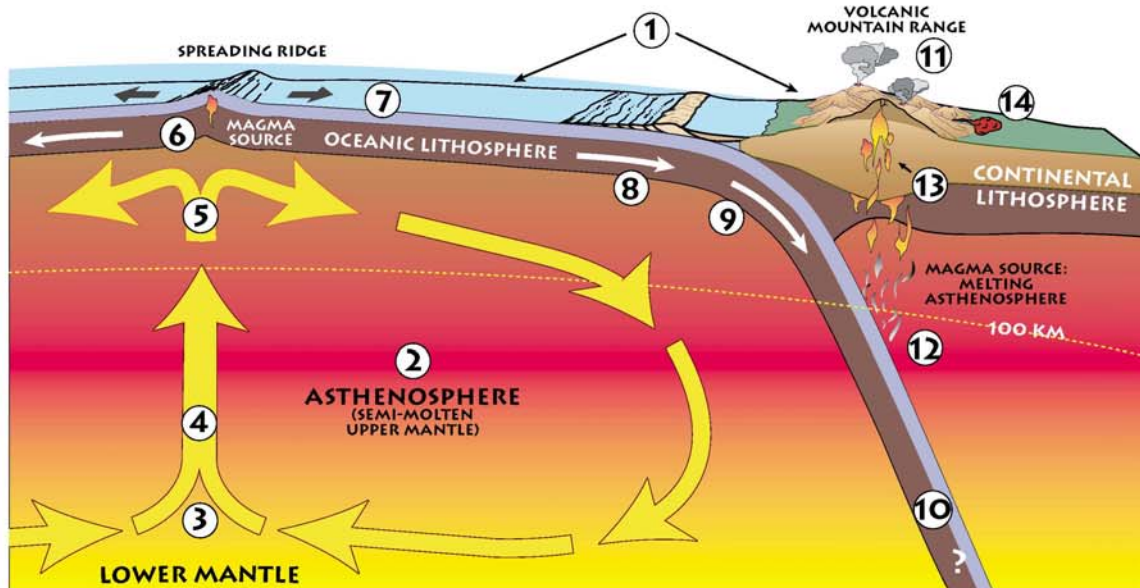 VOLCANIC
MOUNTAIN RANGE
1
11
SPREADING RIDGE
14
7
6
MAGMA
SOURCE
OCEANIC LITHOSPHERE
13
CONTINENTAL
LITHOSPHERE
8
5
9
MAGMA SOURCE:
MELTING
ASTHENOSPHERE
100 KM
12
2
ASTHENOSPHERE
(SEMI-MOLTEN
UPPER MANTLE)
4
3
10
?
LOWER MANTLE